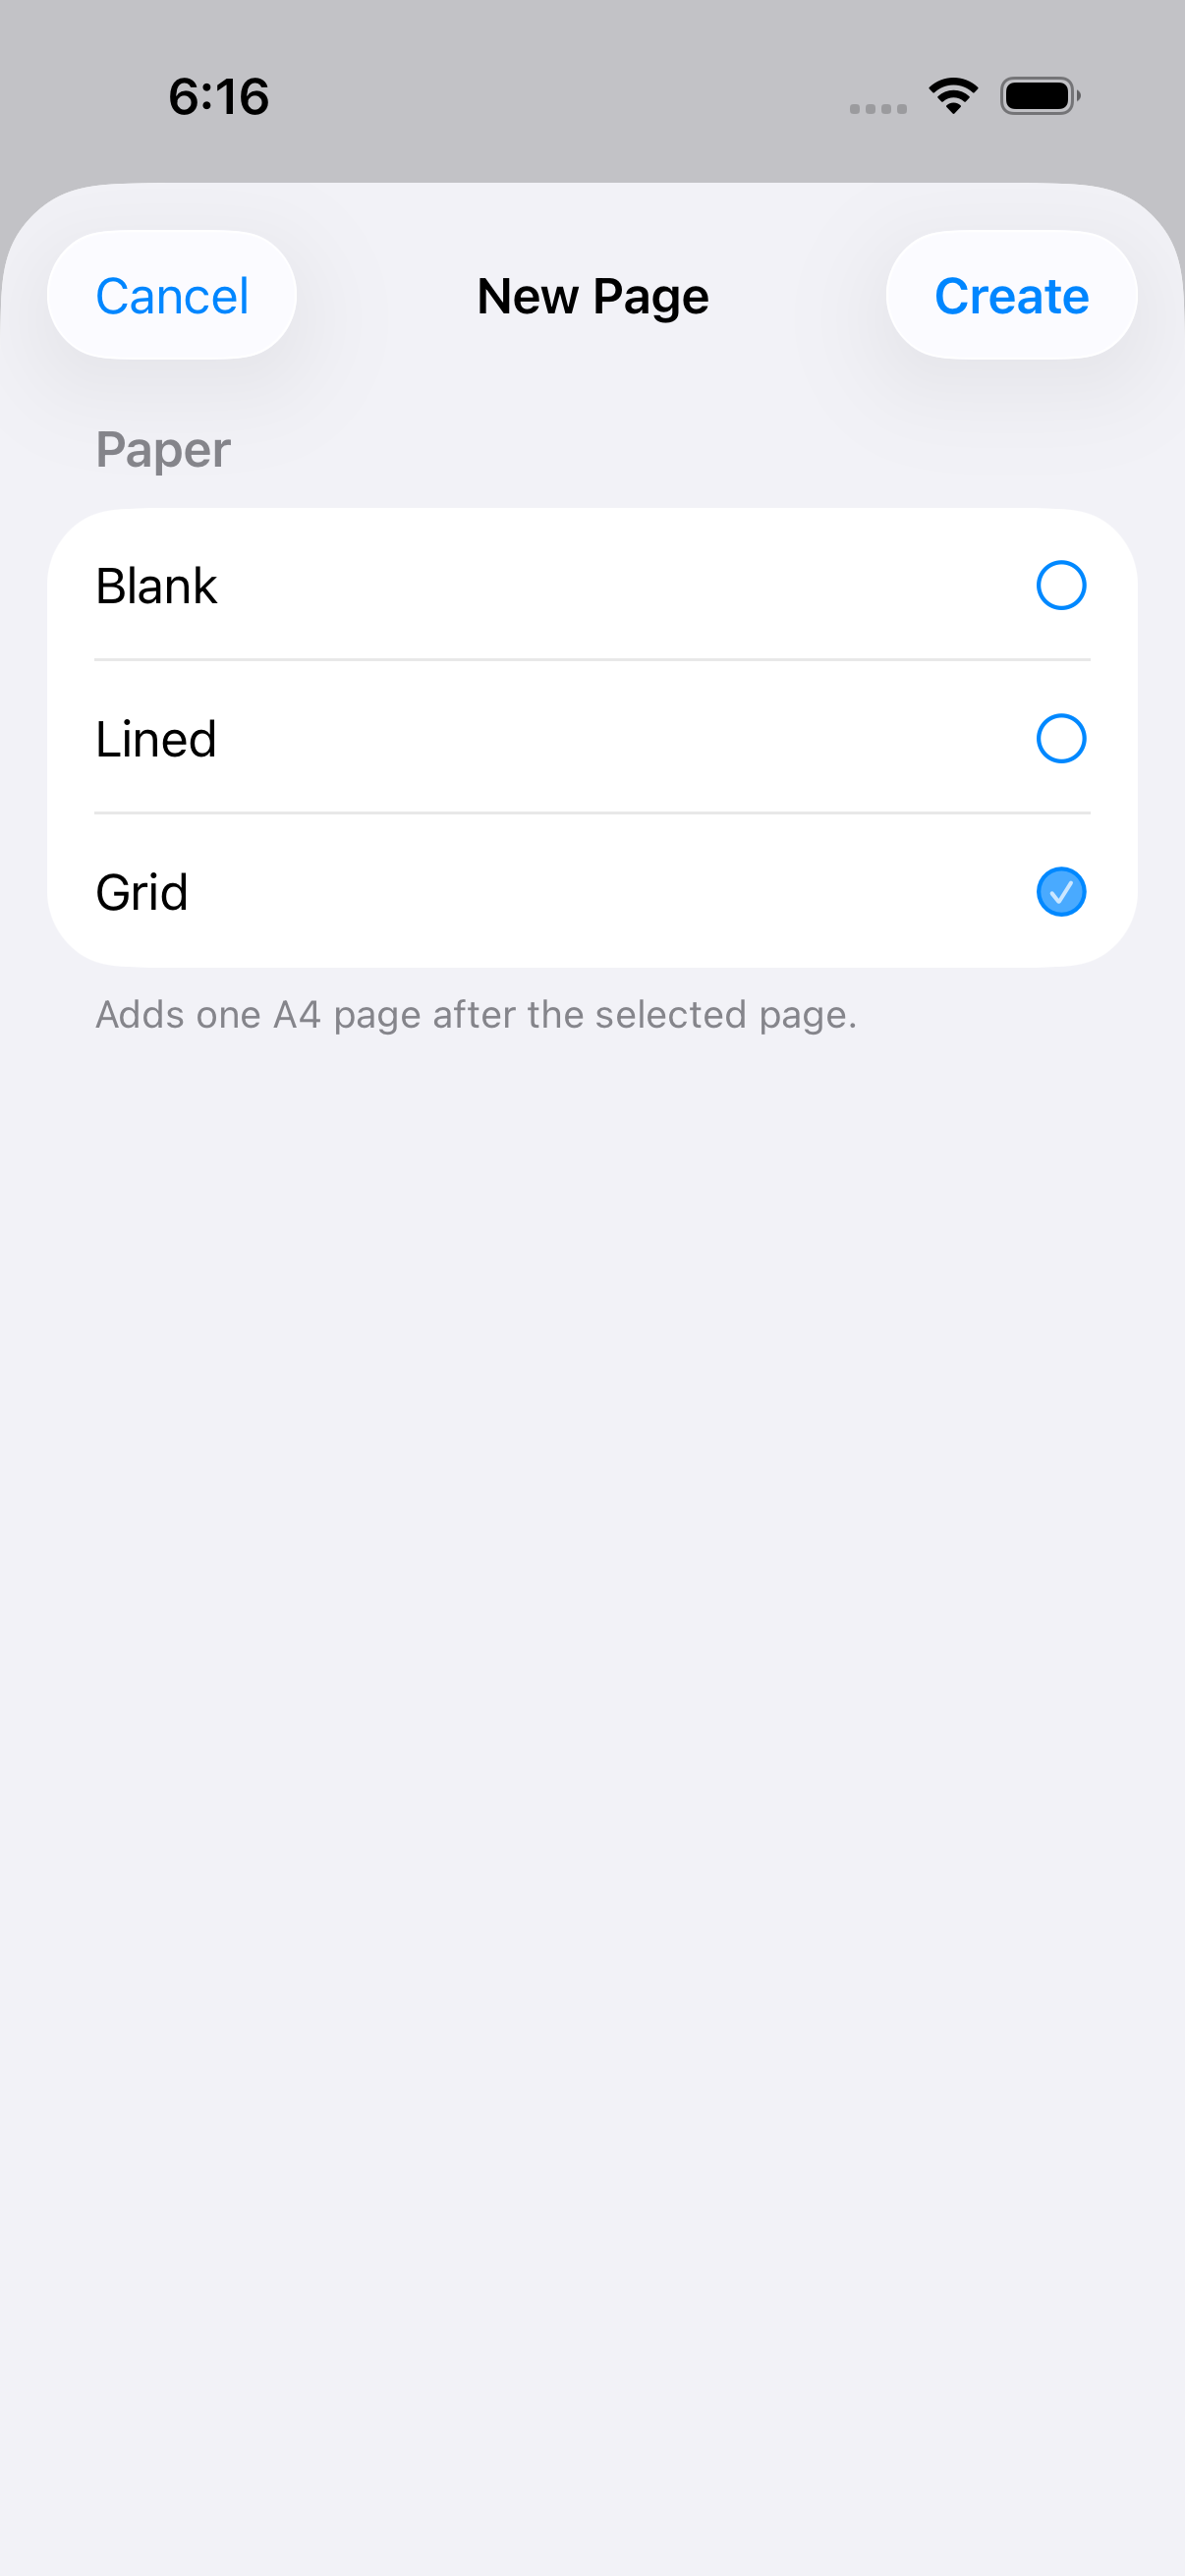 6:16
Cancel
New Page
Create
Paper
Blank
Lined
Grid
Adds one A4 page after the selected page.